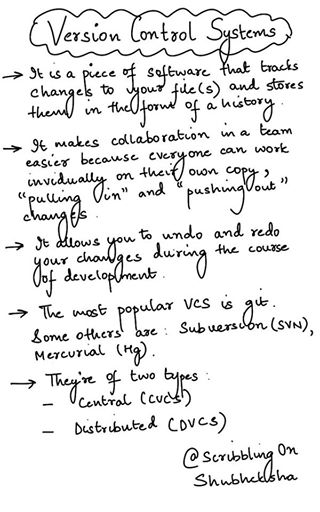 Version Control Systems
→ It is a piece of software that tracks
changes to your file(s) and stores
them in the form of a history.
→ It makes collaboration in a team
easier because everyone can work
invidually on their own copy,
"pulling in" and "pushing out"
changes.
→ It allows you to undo and redo
your changes during the course
of development.
→ The most popular VCS is git.
Some others are: Subversion (SVN),
Mercurial (Hg).
→ They're of two types:
- Central (CVCS)
- Distributed (DVCS)
@Scribbling On
Shubheksha